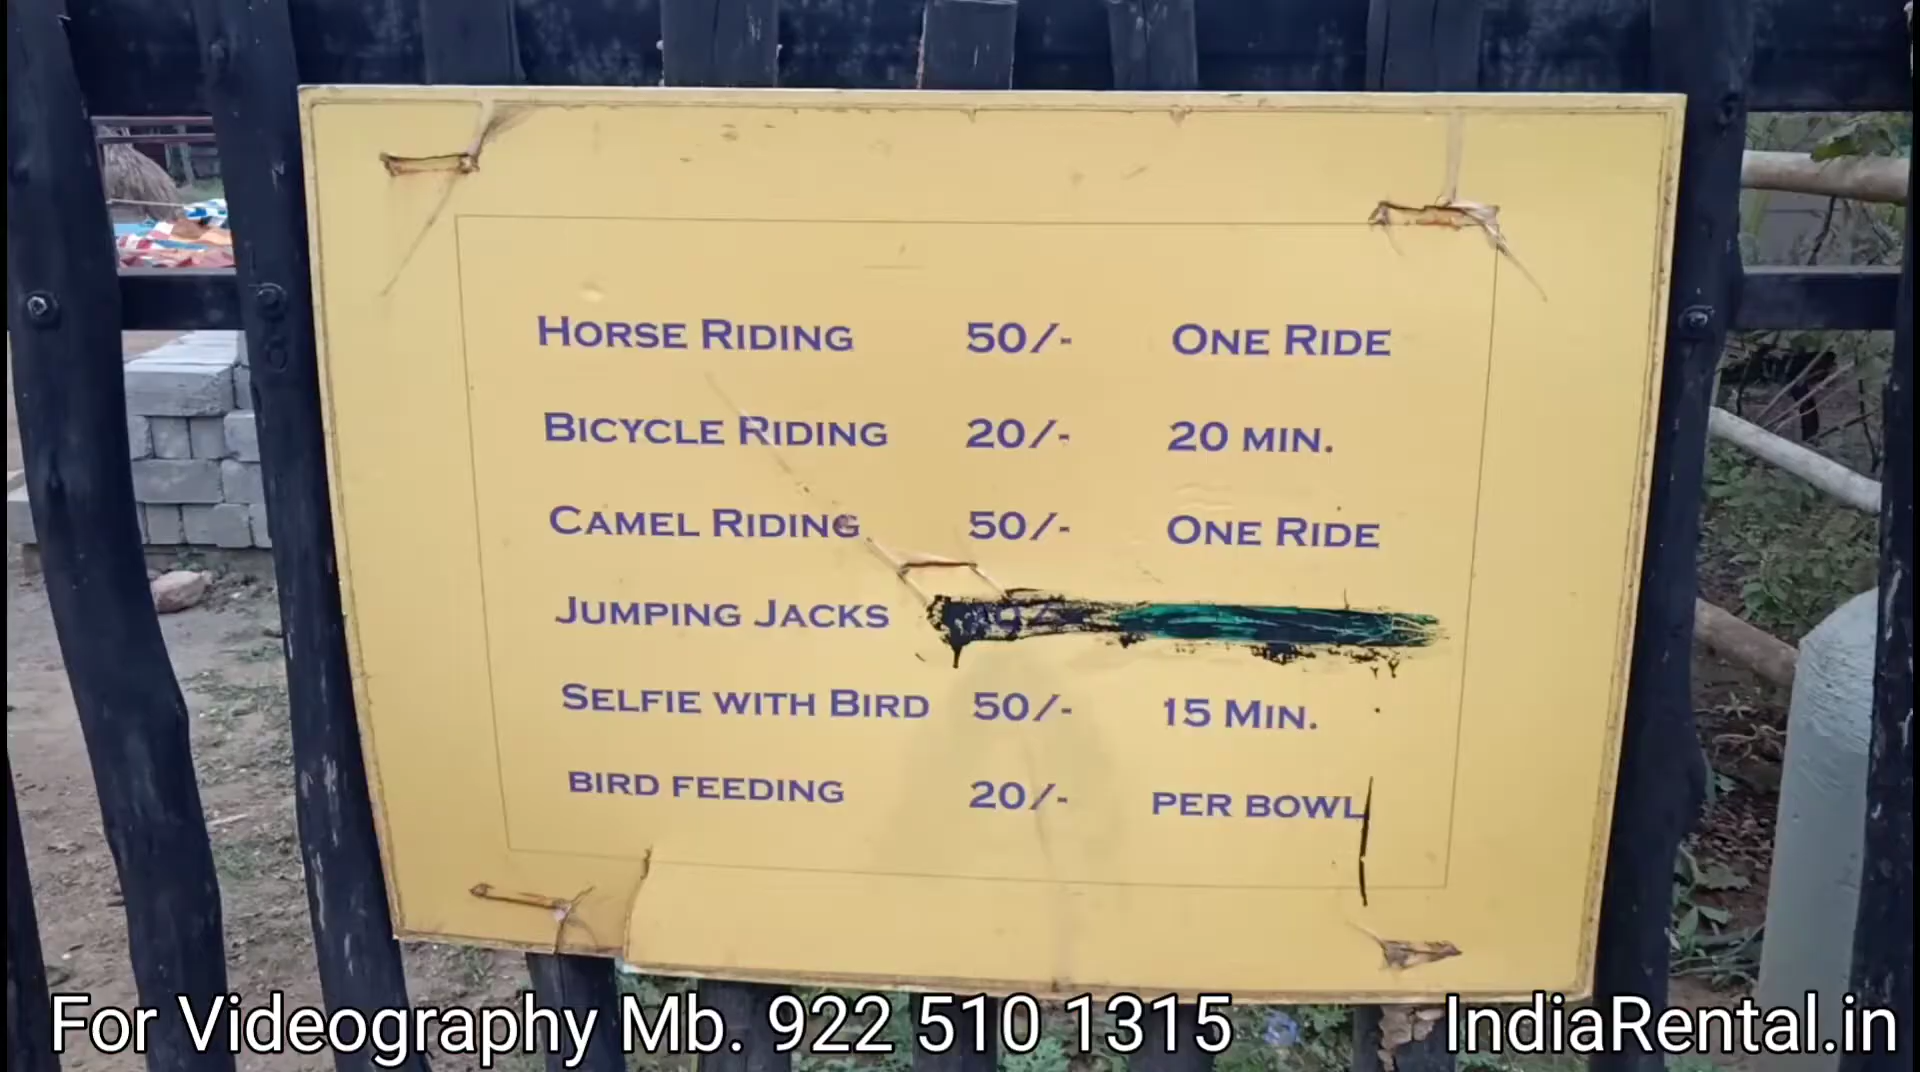 HORSE RIDING 50/- ONE RIDE
BICYCLE RIDING 20/- 20 MIN.
CAMEL RIDING 50/- ONE RIDE
JUMPING JACKS
SELFIE WITH BIRD 50/- 15 MIN.
BIRD FEEDING 20/- PER BOWL
For Videography Mb. 922 510 1315 IndiaRental.in